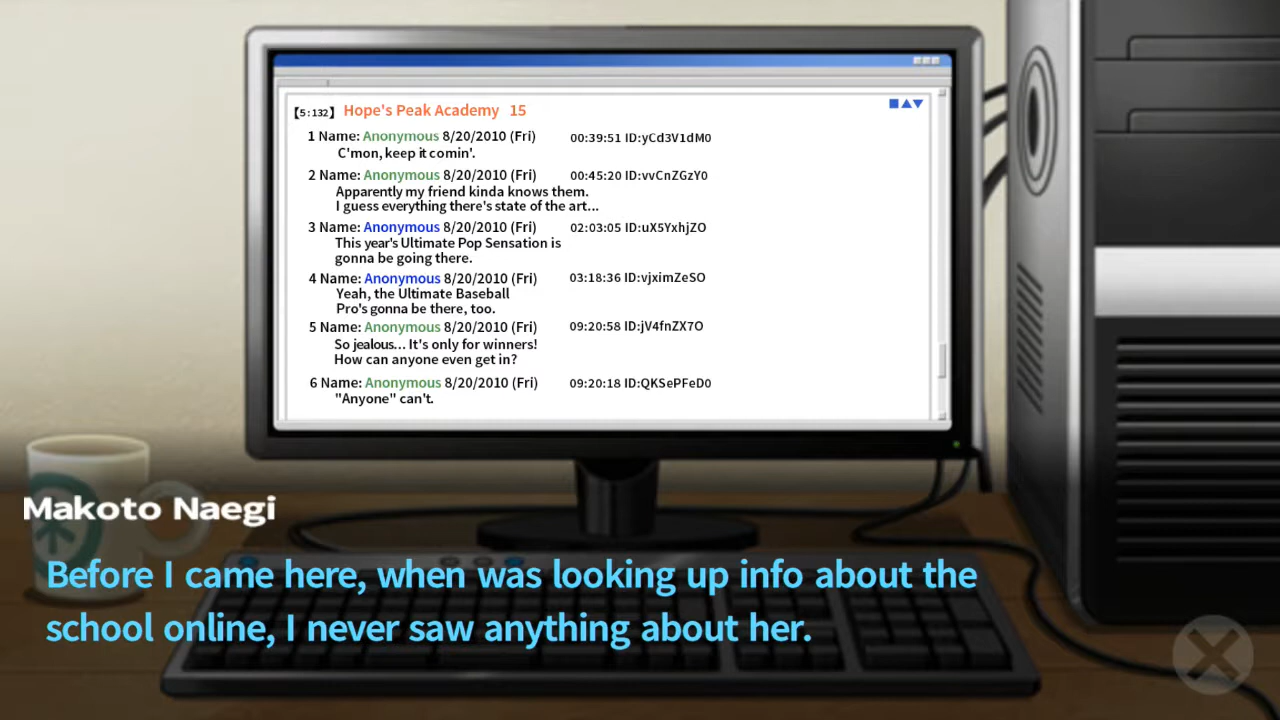 【5:132】 Hope's Peak Academy 15
1 Name: Anonymous 8/20/2010 (Fri) 00:39:51 ID:yCd3V1dM0
C'mon, keep it comin'.
2 Name: Anonymous 8/20/2010 (Fri) 00:45:20 ID:vvCnZGzY0
Apparently my friend kinda knows them.
I guess everything there's state of the art...
3 Name: Anonymous 8/20/2010 (Fri) 02:03:05 ID:uX5YxhjZO
This year's Ultimate Pop Sensation is
gonna be going there.
4 Name: Anonymous 8/20/2010 (Fri) 03:18:36 ID:vjximZeSO
Yeah, the Ultimate Baseball
Pro's gonna be there, too.
5 Name: Anonymous 8/20/2010 (Fri) 09:20:58 ID:jV4fnZX7O
So jealous... It's only for winners!
How can anyone even get in?
6 Name: Anonymous 8/20/2010 (Fri) 09:20:18 ID:QKSePFeD0
"Anyone" can't.
Makoto Naegi
Before I came here, when was looking up info about the
school online, I never saw anything about her.